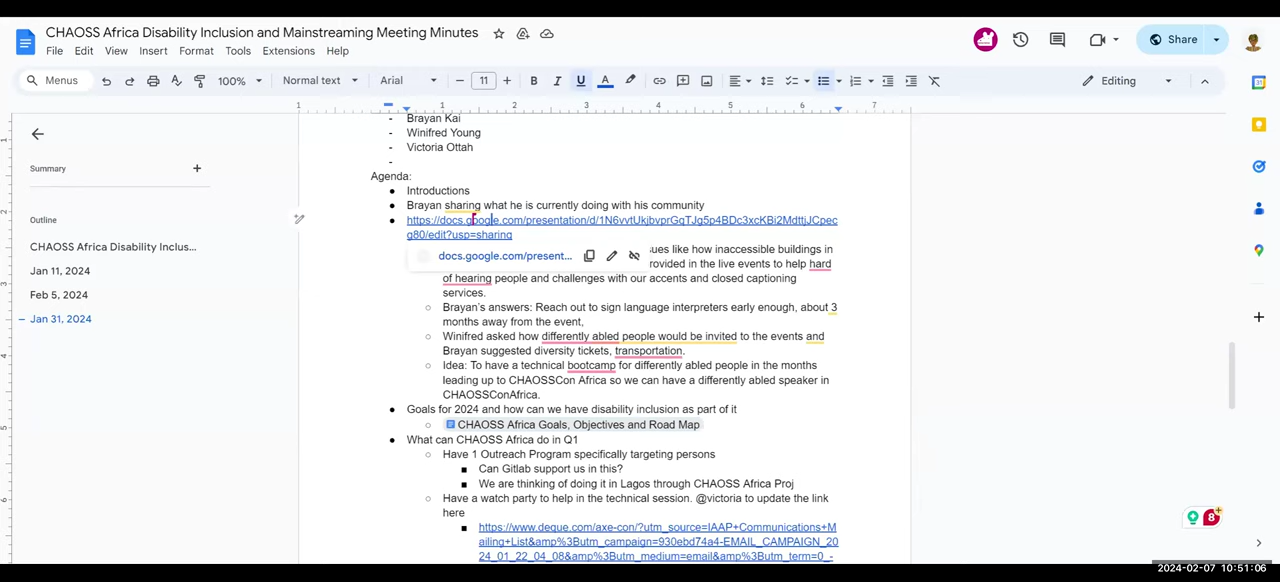 CHAOSS Africa Disability Inclusion and Mainstreaming Meeting Minutes
File Edit View Insert Format Tools Extensions Help
Share
Menus 100% Normal text Arial 11 B I U A Editing
1 1 2 3 4 5 6 7
Brayan Kai
- Winifred Young
- Victoria Ottah
-
Summary
Agenda:
● Introductions
● Brayan sharing what he is currently doing with his community
Outline
● https://docs.google.com/presentation/d/1N6vvtUkjbvprGqTJg5p4BDc3xcKBi2MdttjJCpec
g80/edit?usp=sharing
CHAOSS Africa Disability Inclus...
sues like how inaccessible buildings in
docs.google.com/present...
rovided in the live events to help hard
Jan 11, 2024
of hearing people and challenges with our accents and closed captioning
services.
Feb 5, 2024
○ Brayan's answers: Reach out to sign language interpreters early enough, about 3
months away from the event,
Jan 31, 2024
○ Winifred asked how differently abled people would be invited to the events and
Brayan suggested diversity tickets, transportation.
○ Idea: To have a technical bootcamp for differently abled people in the months
leading up to CHAOSSCon Africa so we can have a differently abled speaker in
CHAOSSConAfrica.
● Goals for 2024 and how can we have disability inclusion as part of it
○ CHAOSS Africa Goals, Objectives and Road Map
● What can CHAOSS Africa do in Q1
○ Have 1 Outreach Program specifically targeting persons
■ Can Gitlab support us in this?
■ We are thinking of doing it in Lagos through CHAOSS Africa Proj
○ Have a watch party to help in the technical session. @victoria to update the link
here
■ https://www.deque.com/axe-con/?utm_source=IAAP+Communications+M
ailing+List&amp%3Butm_campaign=930ebd74a4-EMAIL_CAMPAIGN_20
24_01_22_04_08&amp%3Butm_medium=email&amp%3Butm_term=0_-
8
2024-02-07 10:51:06